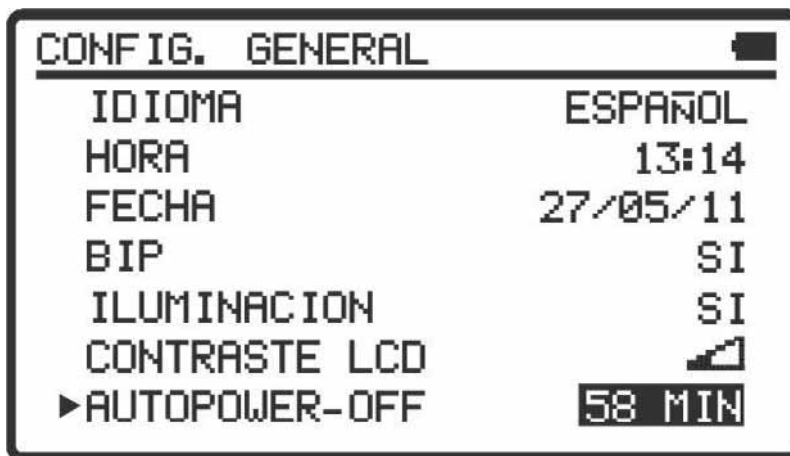 CONFIG. GENERAL
IDIOMA ESPAÑOL
HORA 13:14
FECHA 27/05/11
BIP SI
ILUMINACION SI
CONTRASTE LCD
▶AUTOPOWER-OFF 58 MIN